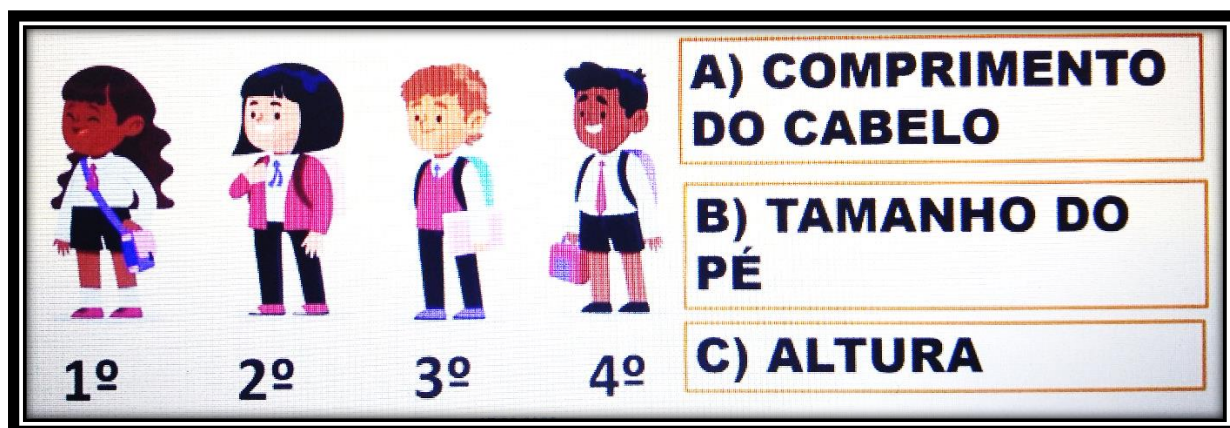 A) COMPRIMENTO
DO CABELO
B) TAMANHO DO
PÉ
C) ALTURA
1º 2º 3º 4º